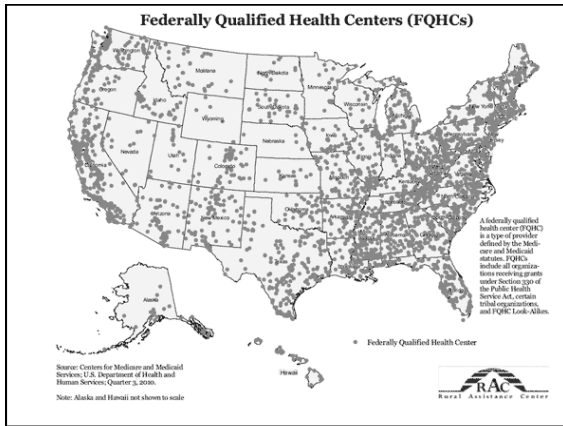 Federally Qualified Health Centers (FQHCs)
Washington
Montana
North Dakota
Minnesota
Oregon
Idaho
Wyoming
South Dakota
Wisconsin
New York
Pennsylvania
Nebraska
Iowa
Nevada
Utah
Colorado
Kansas
California
Arizona
New Mexico
Oklahoma
Arkansas
Texas
Alaska
Hawaii
A federally qualified
health center (FQHC)
is a type of provider
defined by the Medi-
care and Medicaid
statutes. FQHCs
include all organiza-
tions receiving grants
under Section 330 of
the Public Health
Service Act, certain
tribal organizations,
and FQHC Look-Alikes.
Federally Qualified Health Center
Source: Centers for Medicare and Medicaid
Services; U.S. Department of Health and
Human Services; Quarter 3, 2010.
Note: Alaska and Hawaii not shown to scale
RAC
Rural Assistance Center